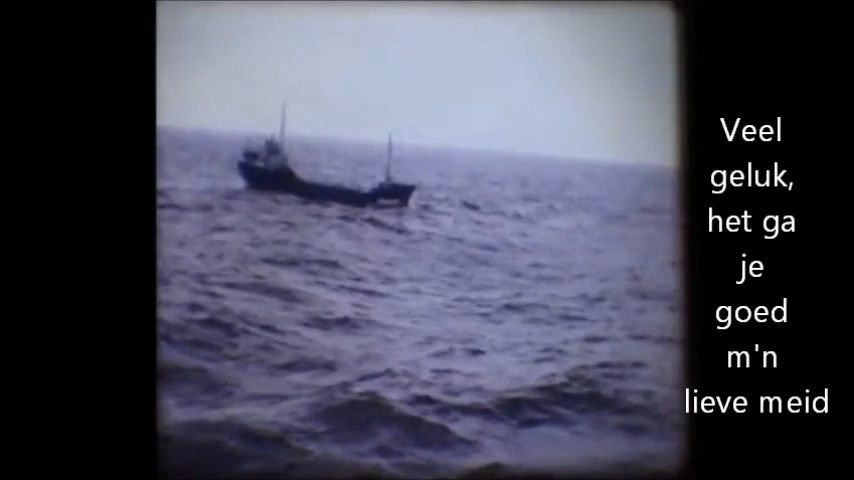 Veel
geluk,
het ga
je
goed
m'n
lieve meid